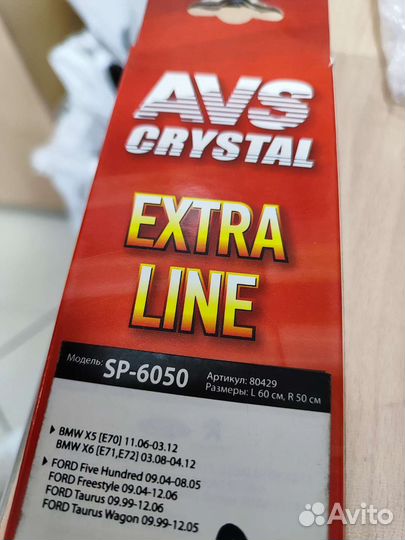 AVS
CRYSTAL
EXTRA
LINE
Модель: SP-6050
Артикул: 80429
Размеры: L 60 см, R 50 см
BMW X5 [E70] 11.06-03.12
BMW X6 [E71,E72] 03.08-04.12
FORD Five Hundred 09.04-08.05
FORD Freestyle 09.04-12.06
FORD Taurus 09.99-12.06
FORD Taurus Wagon 09.99-12.05
Avito